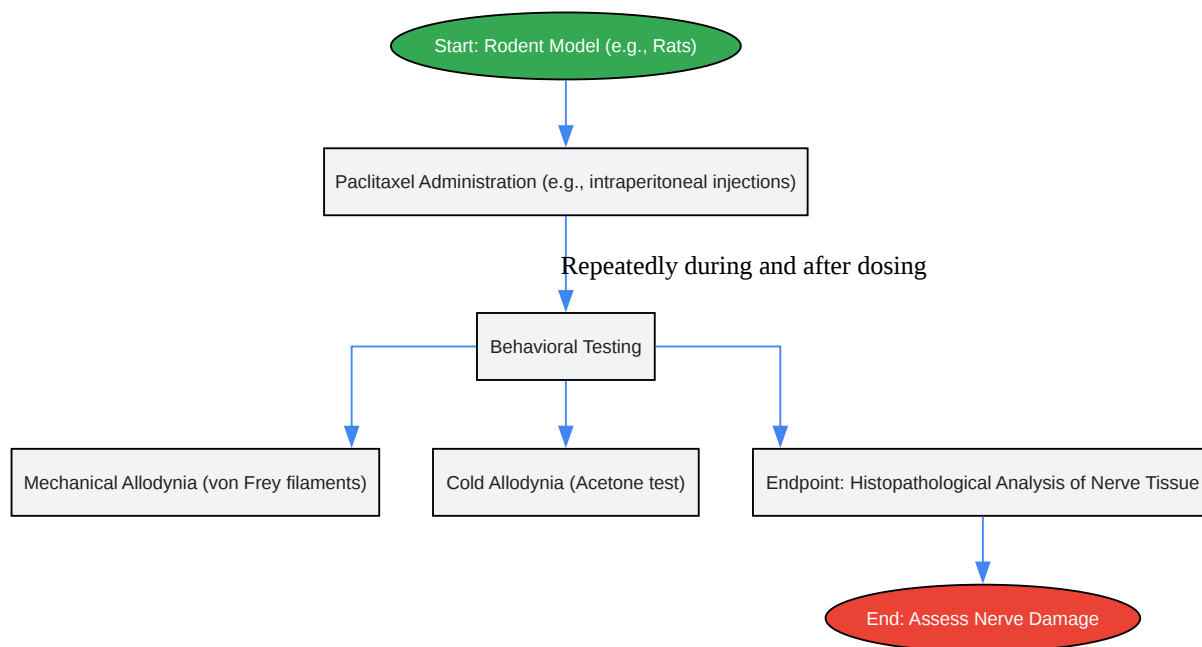 Start: Rodent Model (e.g., Rats)
Paclitaxel Administration (e.g., intraperitoneal injections)
Repeatedly during and after dosing
Behavioral Testing
Mechanical Allodynia (von Frey filaments)
Cold Allodynia (Acetone test)
Endpoint: Histopathological Analysis of Nerve Tissue
End: Assess Nerve Damage